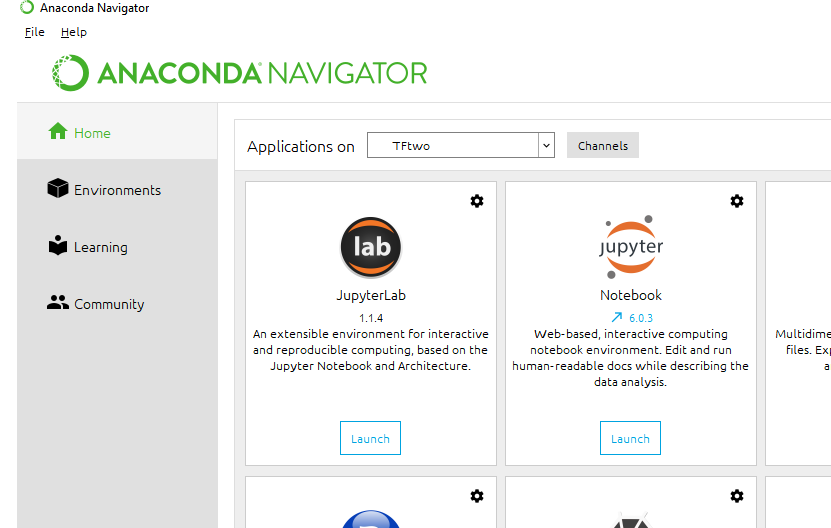 Anaconda Navigator
File Help
ANACONDA NAVIGATOR
Home
Environments
Learning
Community
Applications on TFtwo Channels
lab
JupyterLab
1.1.4
An extensible environment for interactive
and reproducible computing, based on the
Jupyter Notebook and Architecture.
Launch
jupyter
Notebook
6.0.3
Web-based, interactive computing
notebook environment. Edit and run
human-readable docs while describing the
data analysis.
Launch
Multidime
files. Exp
a